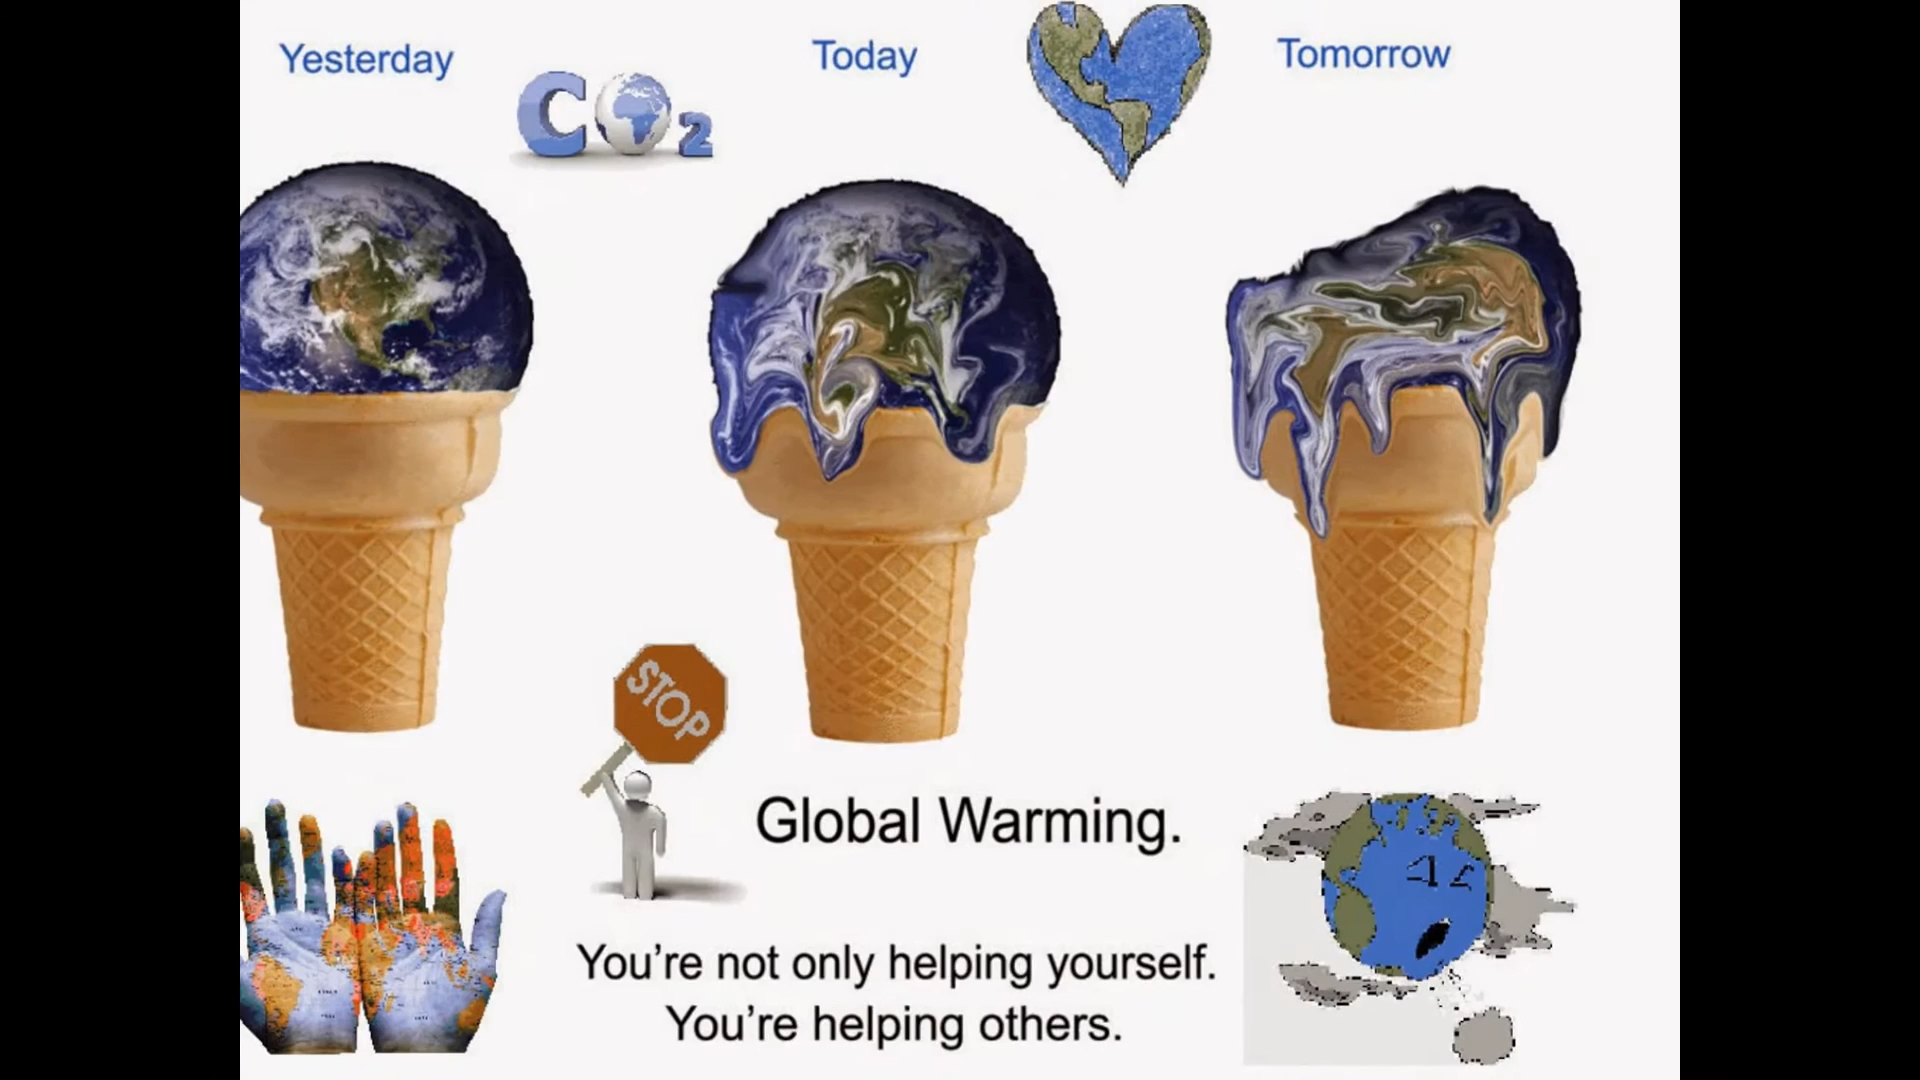 Yesterday
CO2
Today
Tomorrow
STOP
Global Warming.
You're not only helping yourself.
You're helping others.